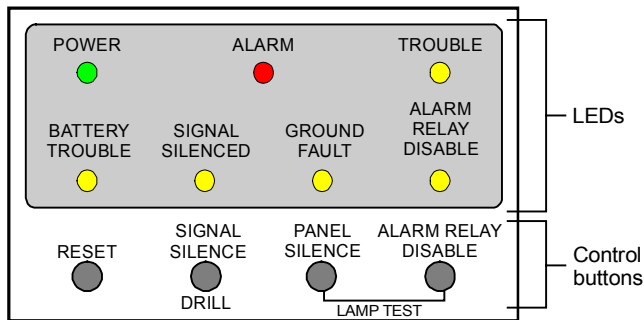 POWER
ALARM
TROUBLE
BATTERY
TROUBLE
SIGNAL
SILENCED
GROUND
FAULT
ALARM
RELAY
DISABLE
LEDs
RESET
SIGNAL
SILENCE
DRILL
PANEL
SILENCE
ALARM RELAY
DISABLE
LAMP TEST
Control
buttons